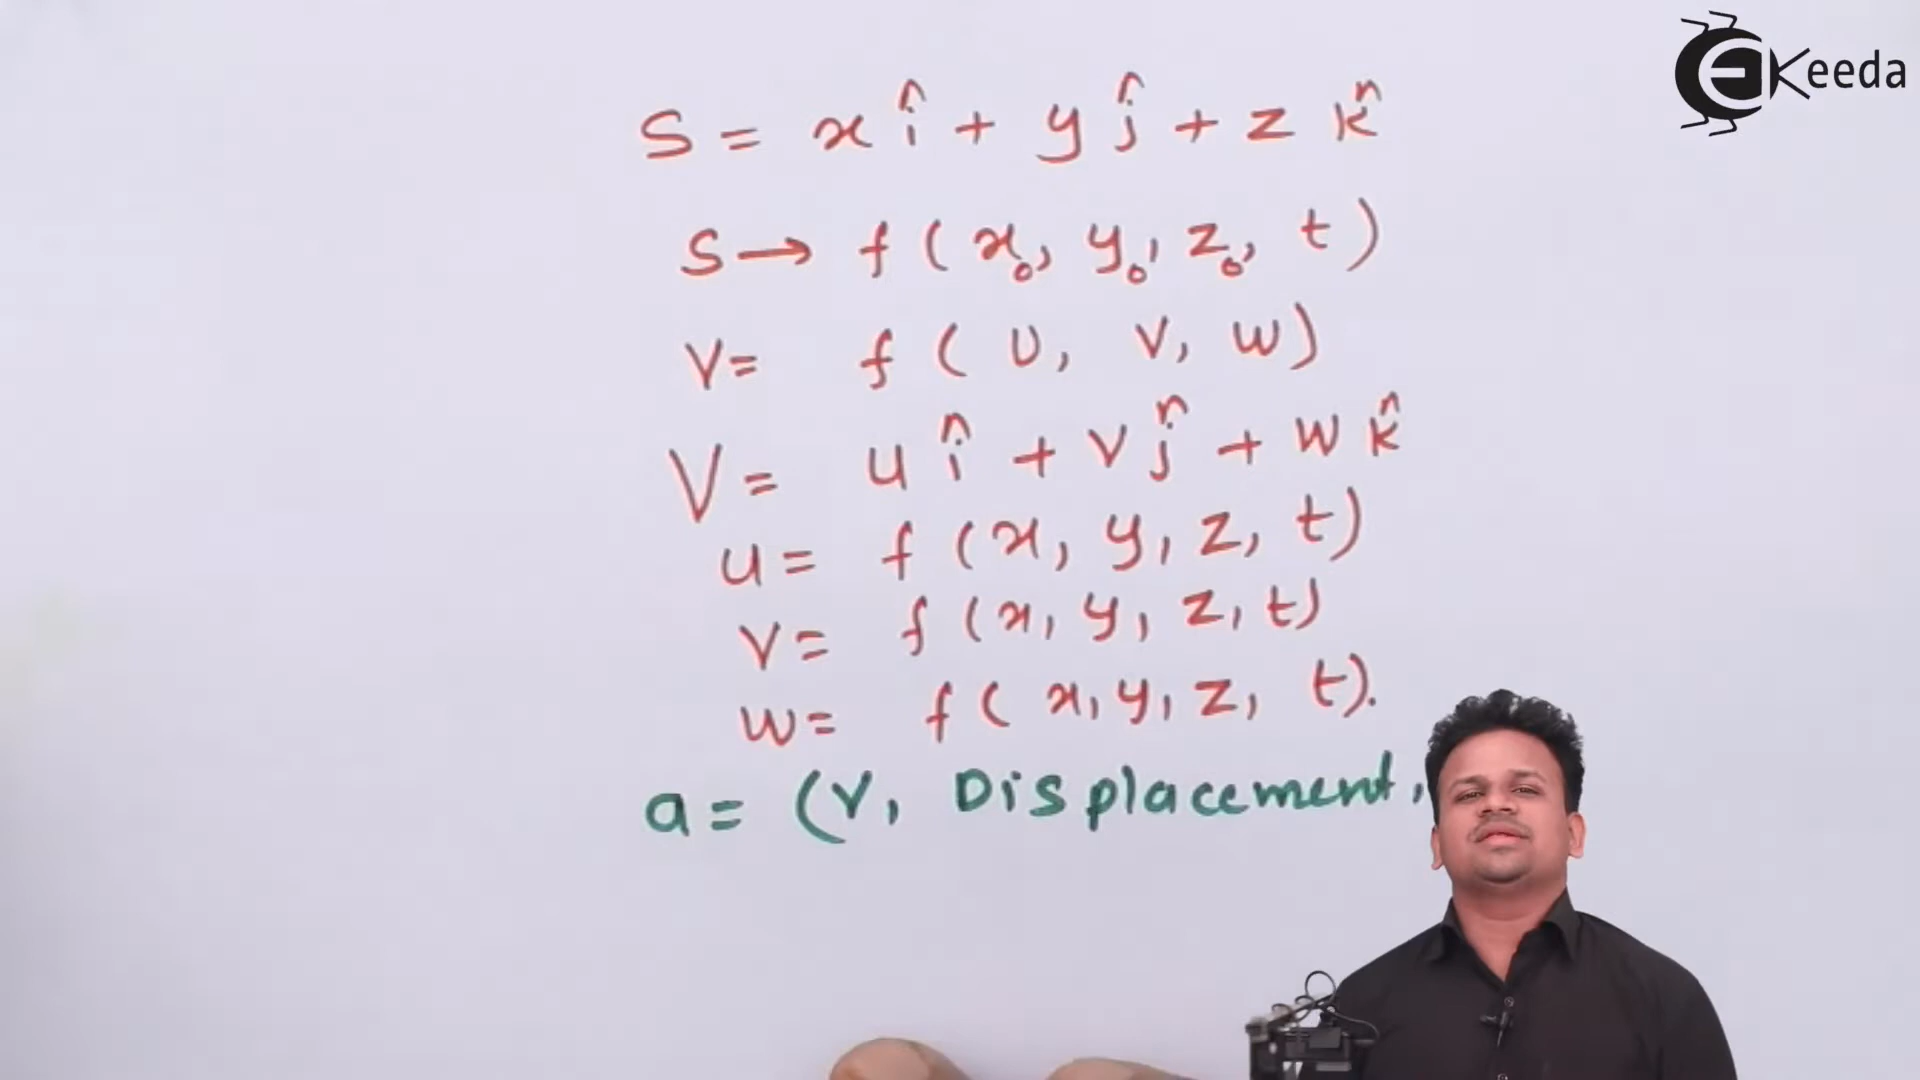 Keeda
S = x î + y ĵ + z k̂
S → f ( x₀, y₀, z₀, t )
V = f ( U, V, W )
V = u î + v ĵ + w k̂
u = f ( x, y, z, t )
v = f ( x, y, z, t )
w = f ( x, y, z, t ).
a = ( V, Displacement,